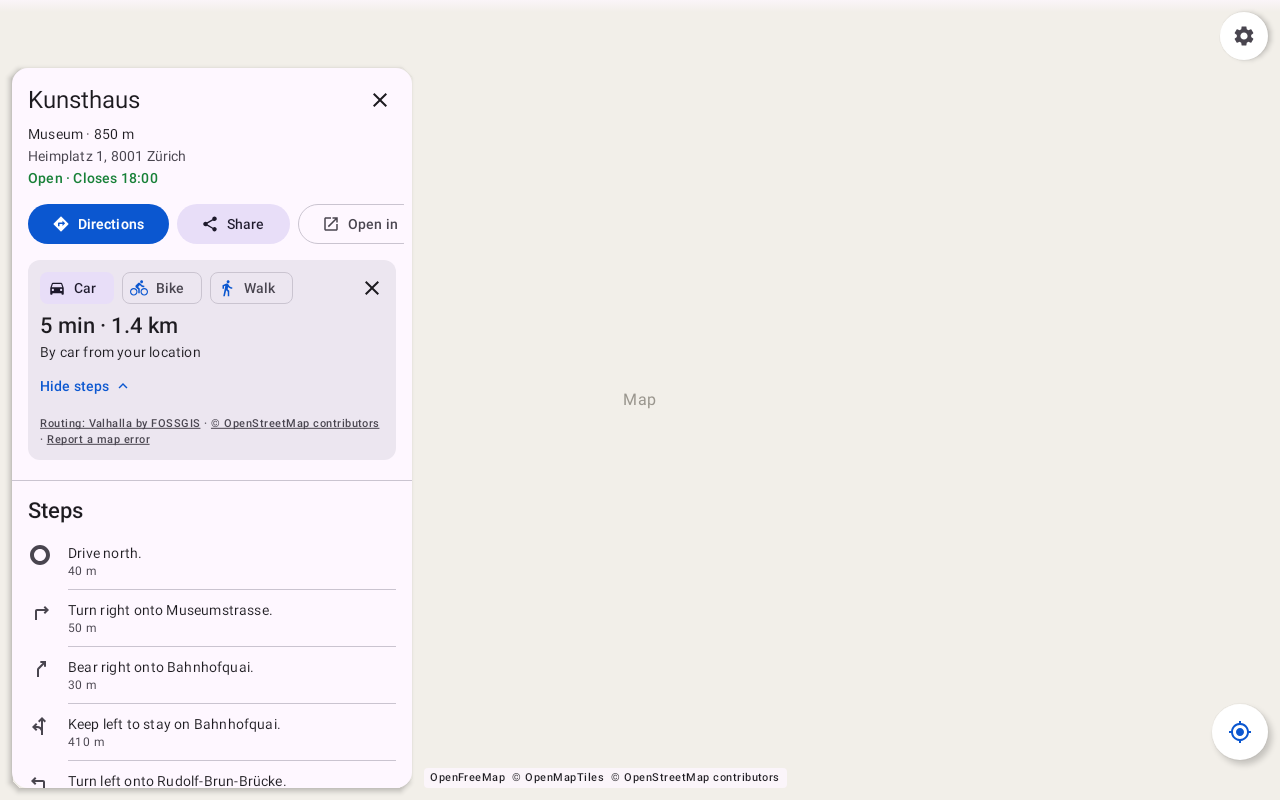 Kunsthaus
Museum · 850 m
Heimplatz 1, 8001 Zürich
Open · Closes 18:00
Directions
Share
Open in
Car
Bike
Walk
5 min · 1.4 km
By car from your location
Hide steps
Routing: Valhalla by FOSSGIS · © OpenStreetMap contributors
· Report a map error
Steps
Drive north.
40 m
Turn right onto Museumstrasse.
50 m
Bear right onto Bahnhofquai.
30 m
Keep left to stay on Bahnhofquai.
410 m
Turn left onto Rudolf-Brun-Brücke.
Map
OpenFreeMap © OpenMapTiles © OpenStreetMap contributors